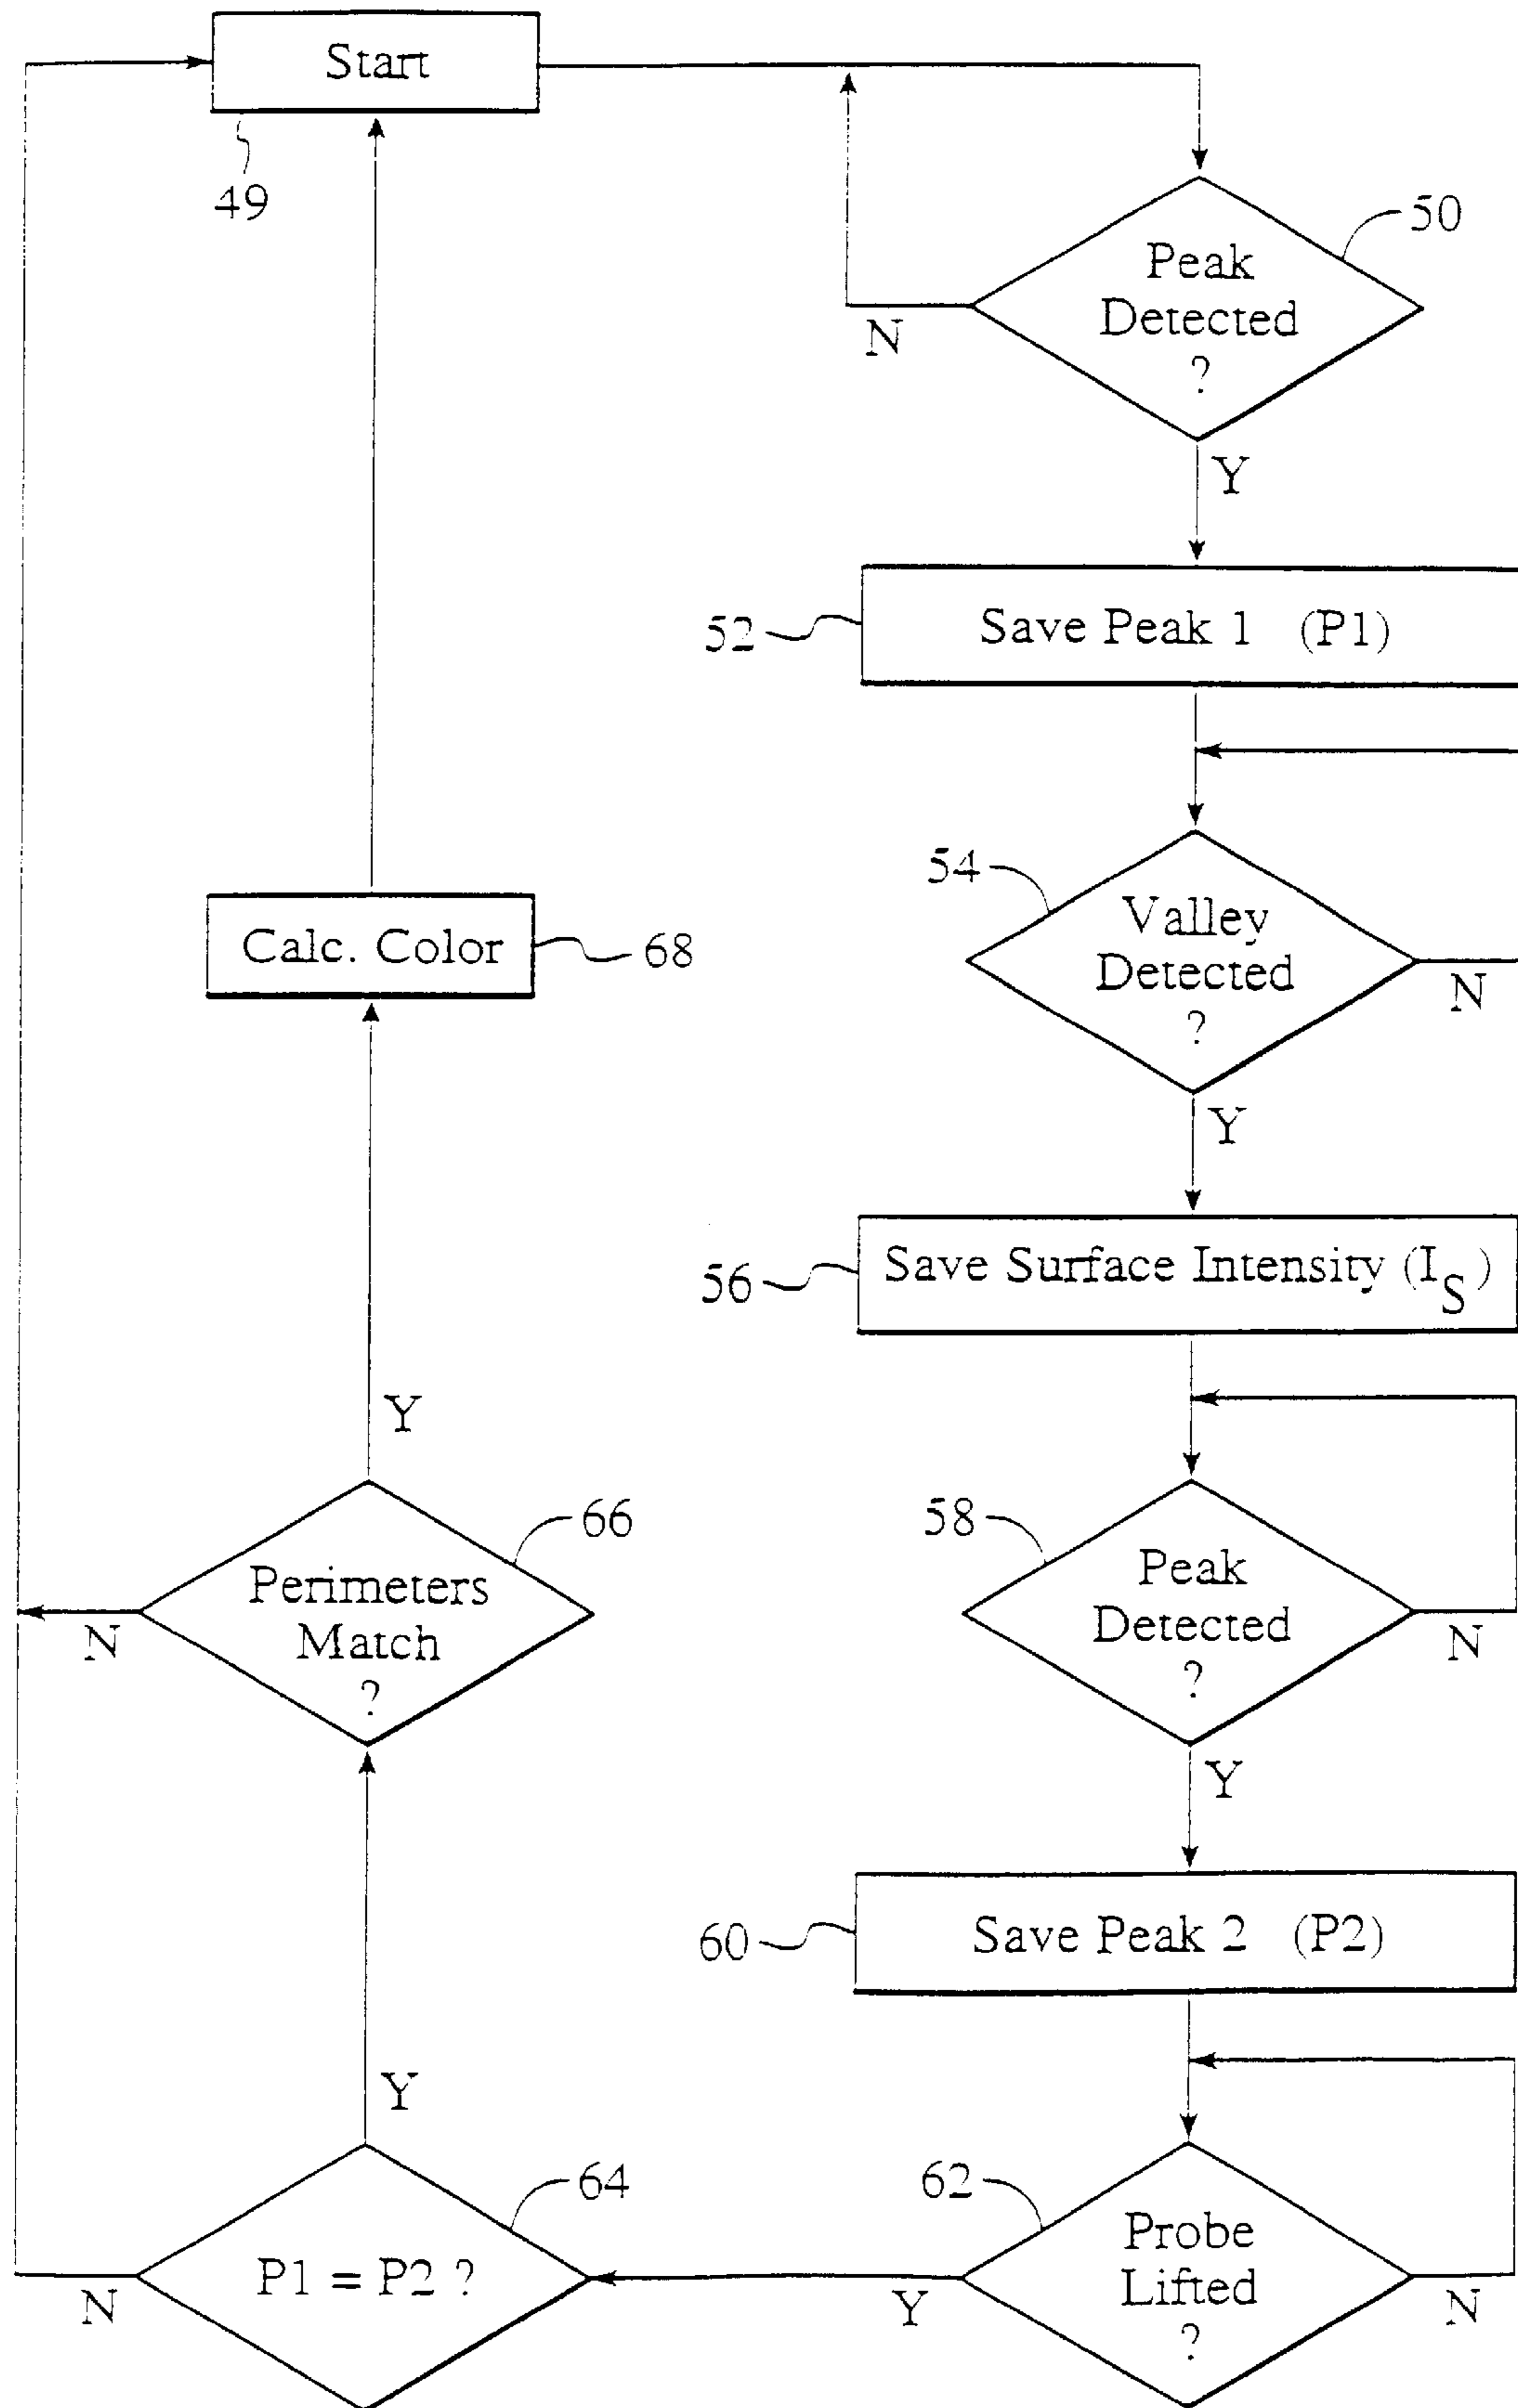 Start
49
50
Peak
Detected
?
N
Y
52
Save Peak 1 (P1)
54
Valley
Detected
?
N
Y
56
Save Surface Intensity (IS)
58
Peak
Detected
?
N
Y
60
Save Peak 2 (P2)
62
Probe
Lifted
?
N
Y
64
P1 = P2 ?
N
Y
66
Perimeters
Match
?
N
Y
Calc. Color
68